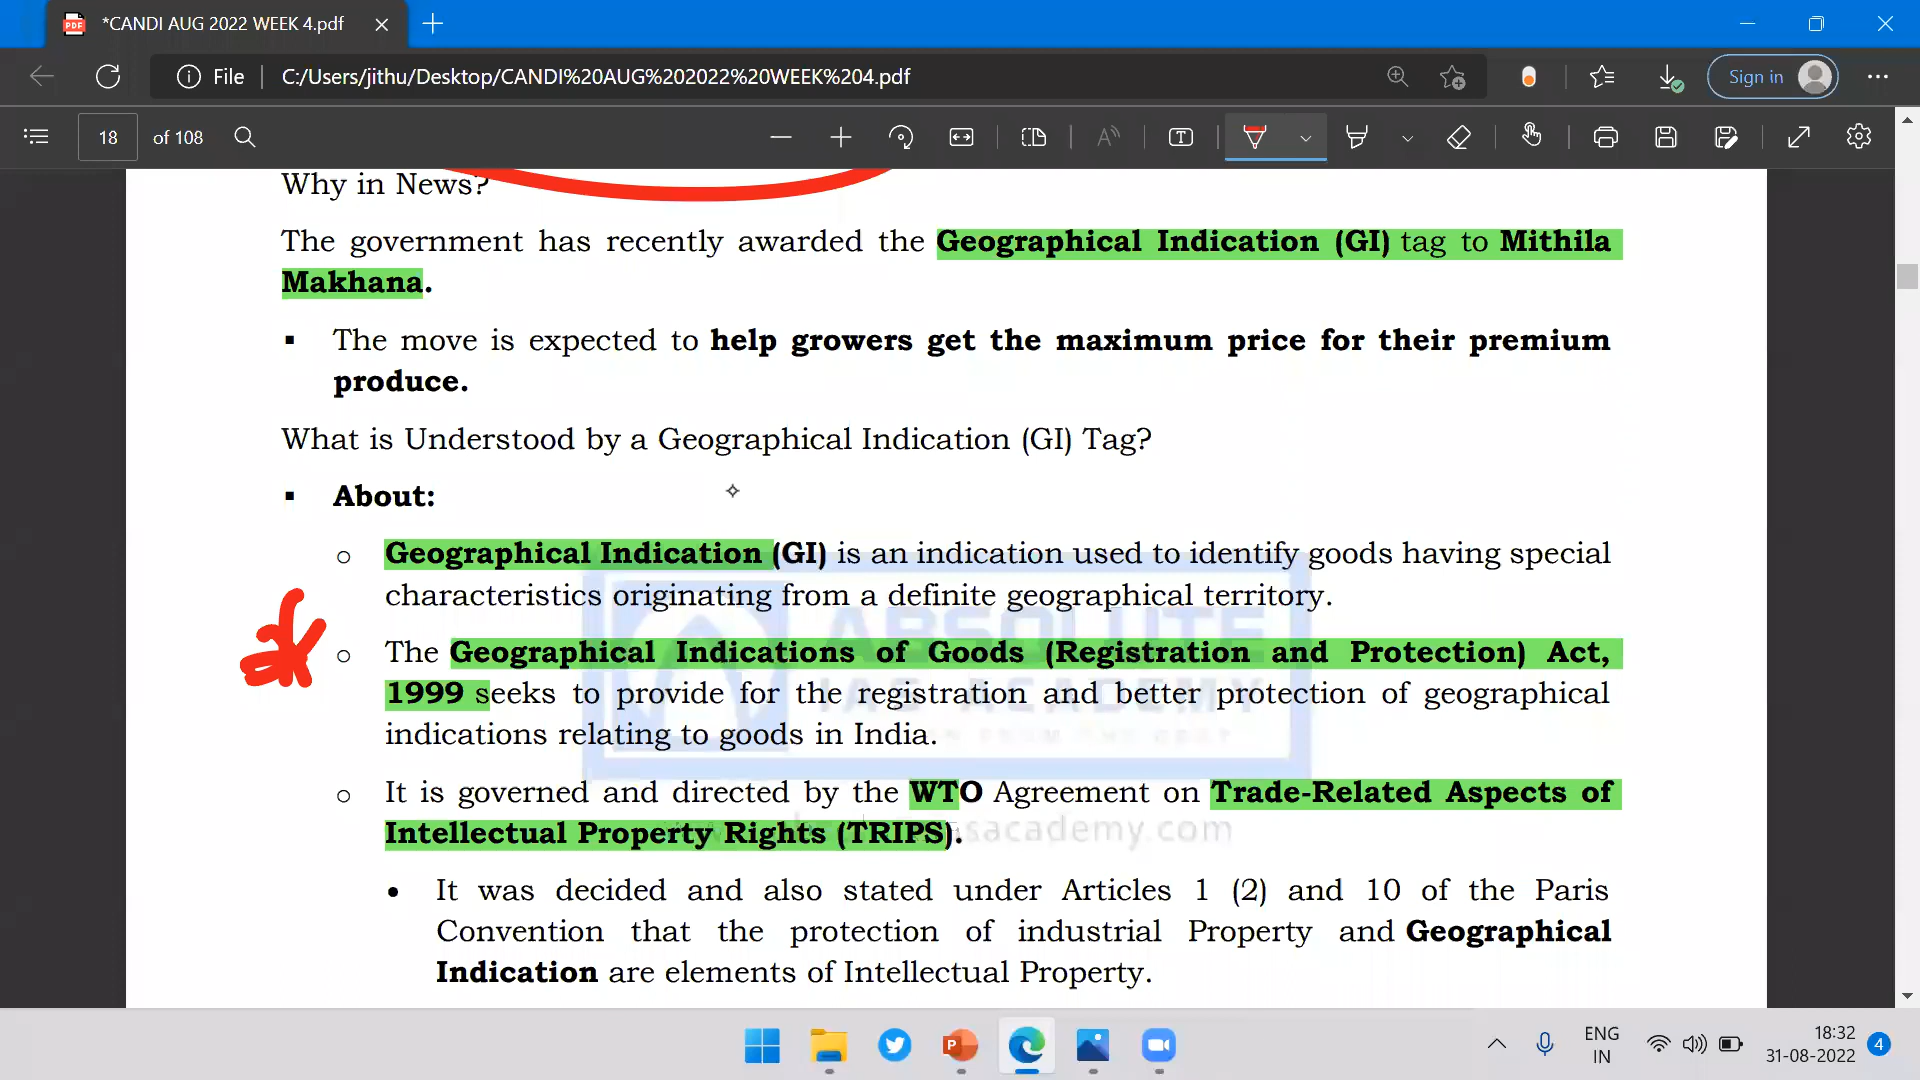 *CANDI AUG 2022 WEEK 4.pdf
File
C:/Users/jithu/Desktop/CANDI%20AUG%202022%20WEEK%204.pdf
Sign in
18 of 108
Why in News?
The government has recently awarded the Geographical Indication (GI) tag to Mithila
Makhana.
▪ The move is expected to help growers get the maximum price for their premium
produce.
What is Understood by a Geographical Indication (GI) Tag?
▪ About:
o Geographical Indication (GI) is an indication used to identify goods having special
characteristics originating from a definite geographical territory.
o The Geographical Indications of Goods (Registration and Protection) Act,
1999 seeks to provide for the registration and better protection of geographical
indications relating to goods in India.
o It is governed and directed by the WTO Agreement on Trade-Related Aspects of
Intellectual Property Rights (TRIPS).
• It was decided and also stated under Articles 1 (2) and 10 of the Paris
Convention that the protection of industrial Property and Geographical
Indication are elements of Intellectual Property.
ABSOLUTE
IAS ACADEMY
sacademy.com
ENG
IN
18:32
31-08-2022
4